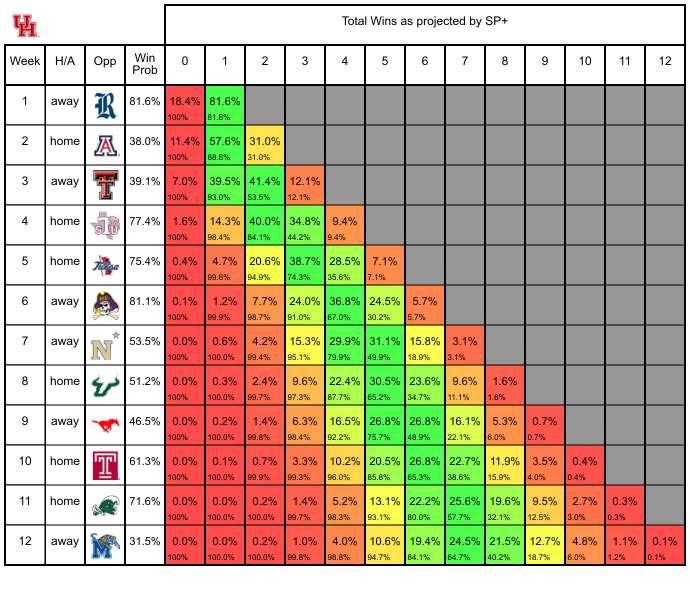 UH
Total Wins as projected by SP+
Week H/A Opp Win Prob 0 1 2 3 4 5 6 7 8 9 10 11 12
1 away R 81.6% 18.4% 81.6%
100% 81.6%
2 home A 38.0% 11.4% 57.6% 31.0%
100% 88.6% 31.0%
3 away T 39.1% 7.0% 39.5% 41.4% 12.1%
100% 93.0% 53.5% 12.1%
4 home 77.4% 1.6% 14.3% 40.0% 34.8% 9.4%
100% 98.4% 84.1% 44.2% 9.4%
5 home Tulsa 75.4% 0.4% 4.7% 20.6% 38.7% 28.5% 7.1%
100% 99.6% 94.9% 74.3% 35.6% 7.1%
6 away 81.1% 0.1% 1.2% 7.7% 24.0% 36.8% 24.5% 5.7%
100% 99.9% 98.7% 91.0% 67.0% 30.2% 5.7%
7 away N 53.5% 0.0% 0.6% 4.2% 15.3% 29.9% 31.1% 15.8% 3.1%
100% 100.0% 99.4% 95.1% 79.9% 49.9% 18.9% 3.1%
8 home 51.2% 0.0% 0.3% 2.4% 9.6% 22.4% 30.5% 23.6% 9.6% 1.6%
100% 100.0% 99.7% 97.3% 87.7% 65.2% 34.7% 11.1% 1.6%
9 away 46.5% 0.0% 0.2% 1.4% 6.3% 16.5% 26.8% 26.8% 16.1% 5.3% 0.7%
100% 100.0% 99.8% 98.4% 92.2% 75.7% 48.9% 22.1% 6.0% 0.7%
10 home T 61.3% 0.0% 0.1% 0.7% 3.3% 10.2% 20.5% 26.8% 22.7% 11.9% 3.5% 0.4%
100% 100.0% 99.9% 99.3% 96.0% 85.8% 65.3% 38.6% 15.9% 4.0% 0.4%
11 home 71.6% 0.0% 0.0% 0.2% 1.4% 5.2% 13.1% 22.2% 25.6% 19.6% 9.5% 2.7% 0.3%
100% 100.0% 100.0% 99.7% 98.3% 93.1% 80.0% 57.7% 32.1% 12.5% 3.0% 0.3%
12 away M 31.5% 0.0% 0.0% 0.2% 1.0% 4.0% 10.6% 19.4% 24.5% 21.5% 12.7% 4.8% 1.1% 0.1%
100% 100.0% 100.0% 99.8% 98.8% 94.7% 84.1% 64.7% 40.2% 18.7% 6.0% 1.2% 0.1%